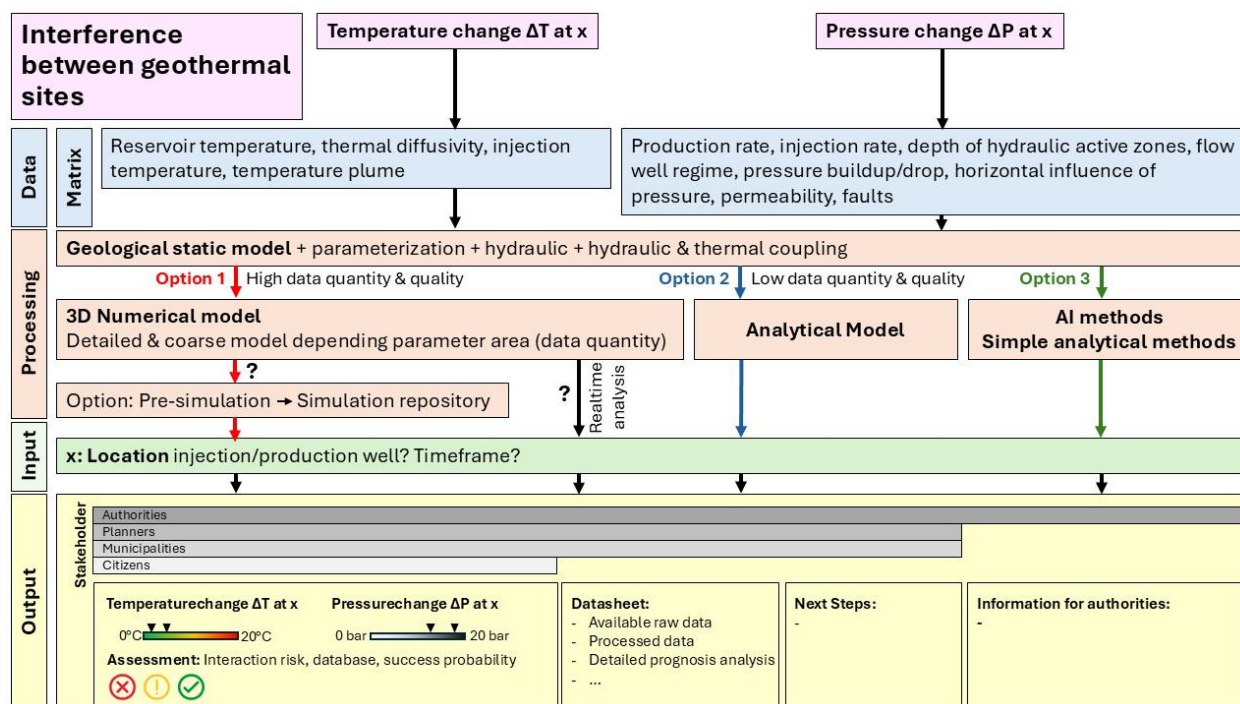 Interference
between geothermal
sites
Temperature change ΔT at x
Pressure change ΔP at x
Data
Matrix
Reservoir temperature, thermal diffusivity, injection
temperature, temperature plume
Production rate, injection rate, depth of hydraulic active zones, flow
well regime, pressure buildup/drop, horizontal influence of
pressure, permeability, faults
Processing
Geological static model + parameterization + hydraulic + hydraulic & thermal coupling
Option 1
High data quantity & quality
Option 2
Low data quantity & quality
Option 3
3D Numerical model
Detailed & coarse model depending parameter area (data quantity)
Analytical Model
AI methods
Simple analytical methods
?
Option: Pre-simulation → Simulation repository
?
Realtime
analysis
Input
x: Location injection/production well? Timeframe?
Output
Stakeholder
Authorities
Planners
Municipalities
Citizens
Temperaturechange ΔT at x
0°C 20°C
Pressurechange ΔP at x
0 bar 20 bar
Assessment: Interaction risk, database, success probability
!
Datasheet:
- Available raw data
- Processed data
- Detailed prognosis analysis
- ...
Next Steps:
-
Information for authorities:
-